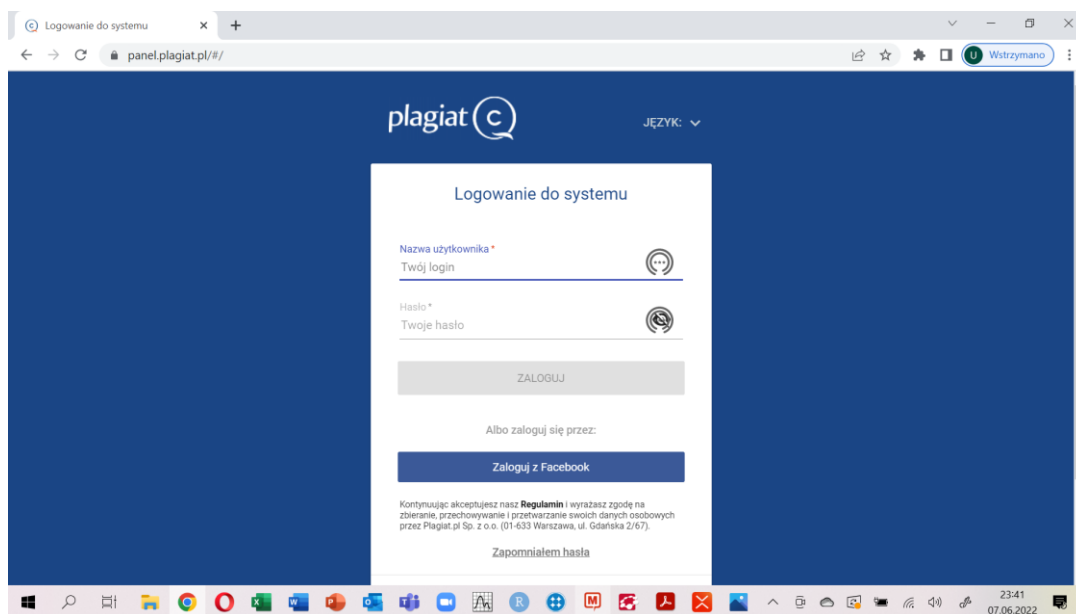 Logowanie do systemu
panel.plagiat.pl/#/
U Wstrzymano
plagiat c
JĘZYK:
Logowanie do systemu
Nazwa użytkownika *
Twój login
Hasło *
Twoje hasło
ZALOGUJ
Albo zaloguj się przez:
Zaloguj z Facebook
Kontynuując akceptujesz nasz Regulamin i wyrażasz zgodę na
zbieranie, przechowywanie i przetwarzanie swoich danych osobowych
przez Plagiat.pl Sp. z o.o. (01-633 Warszawa, ul. Gdańska 2/67).
Zapomniałem hasła
23:41
07.06.2022